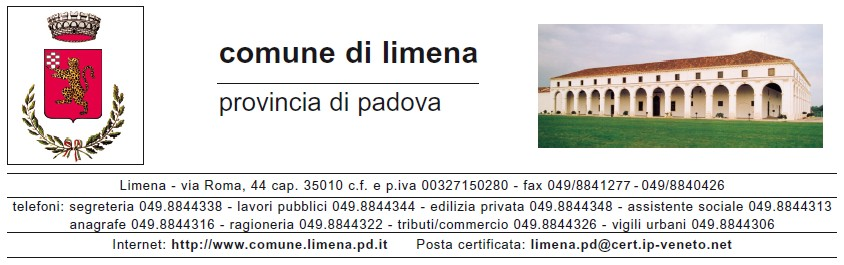 comune di limena
provincia di padova
Limena - via Roma, 44 cap. 35010 c.f. e p.iva 00327150280 - fax 049/8841277 - 049/8840426
telefoni: segreteria 049.8844338 - lavori pubblici 049.8844344 - edilizia privata 049.8844348 - assistente sociale 049.8844313
anagrafe 049.8844316 - ragioneria 049.8844322 - tributi/commercio 049.8844326 - vigili urbani 049.8844306
Internet: http://www.comune.limena.pd.it Posta certificata: limena.pd@cert.ip-veneto.net